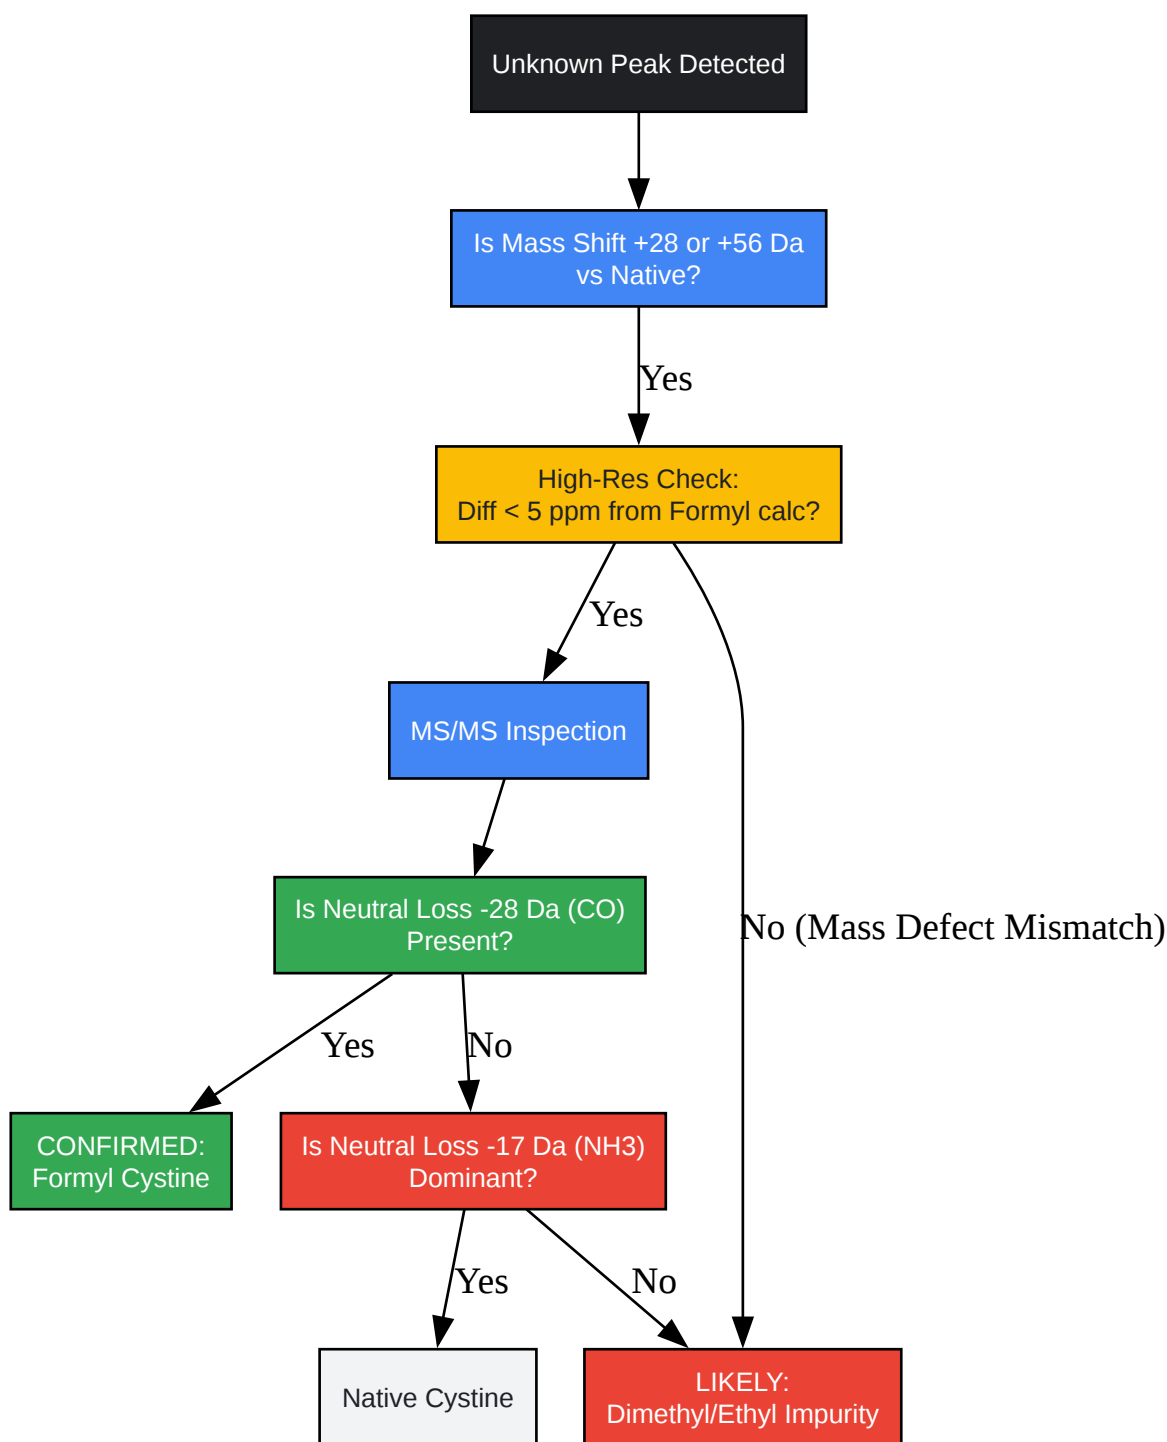 Unknown Peak Detected
Is Mass Shift +28 or +56 Da
vs Native?
Yes
High-Res Check:
Diff < 5 ppm from Formyl calc?
Yes
MS/MS Inspection
Is Neutral Loss -28 Da (CO)
Present?
No (Mass Defect Mismatch)
Yes
No
CONFIRMED:
Formyl Cystine
Is Neutral Loss -17 Da (NH3)
Dominant?
Yes
No
Native Cystine
LIKELY:
Dimethyl/Ethyl Impurity